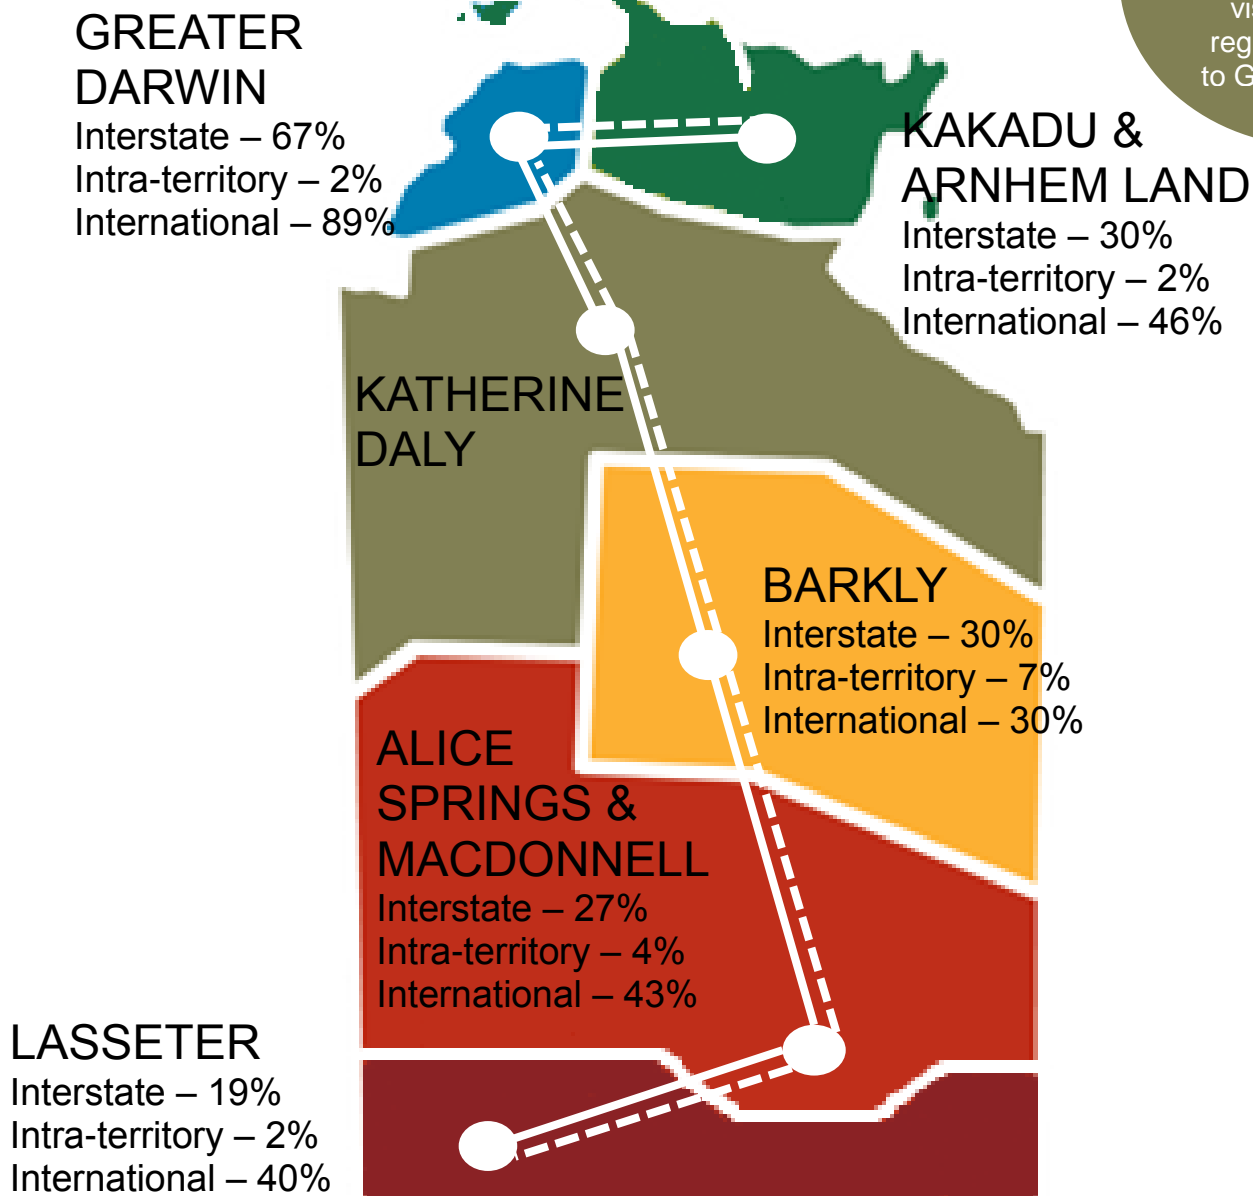 GREATER
DARWIN
Interstate – 67%
Intra-territory – 2%
International – 89%
reg
to G
KAKADU &
ARNHEM LAND
Interstate – 30%
Intra-territory – 2%
International – 46%
KATHERINE
DALY
BARKLY
Interstate – 30%
Intra-territory – 7%
International – 30%
ALICE
SPRINGS &
MACDONNELL
Interstate – 27%
Intra-territory – 4%
International – 43%
LASSETER
Interstate – 19%
Intra-territory – 2%
International – 40%